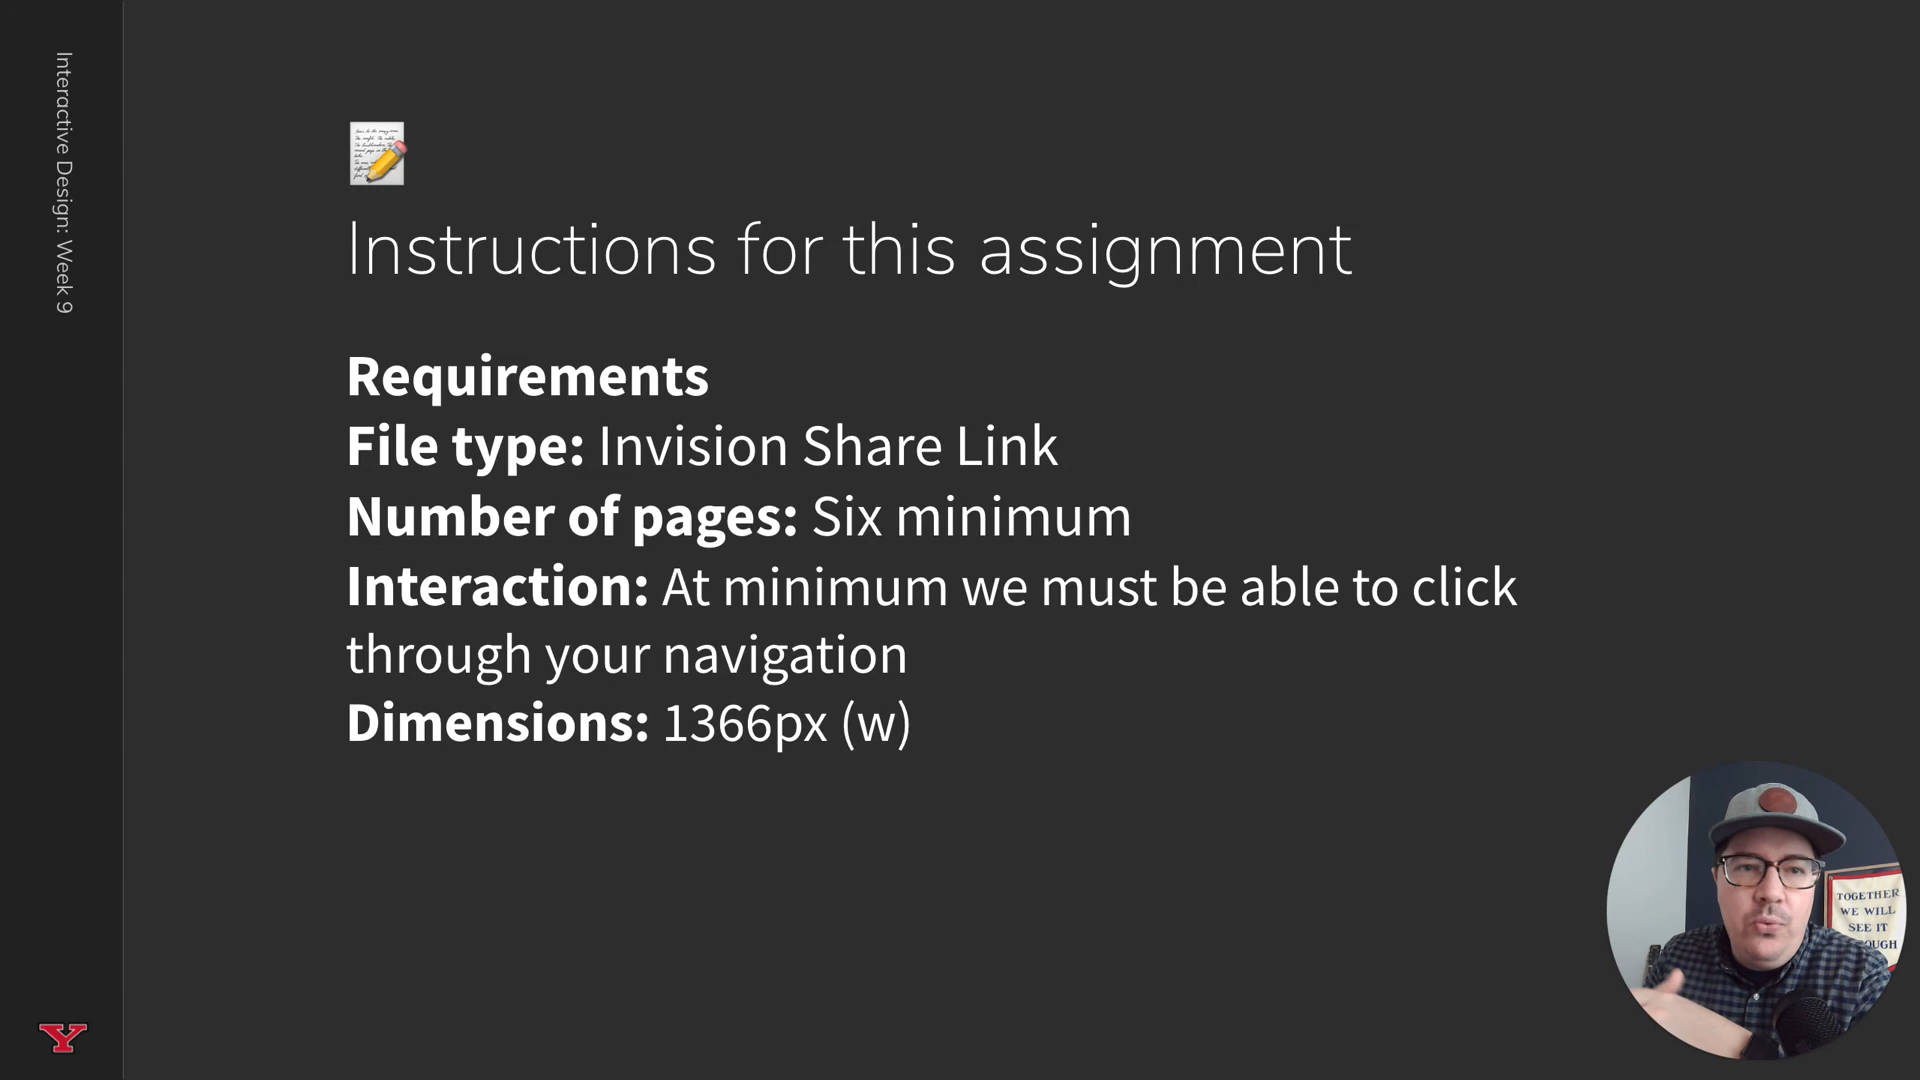 Interactive Design: Week 9
Instructions for this assignment
Requirements
File type: Invision Share Link
Number of pages: Six minimum
Interaction: At minimum we must be able to click
through your navigation
Dimensions: 1366px (w)
TOGETHER
WE WILL
SEE IT
OUGH
Y